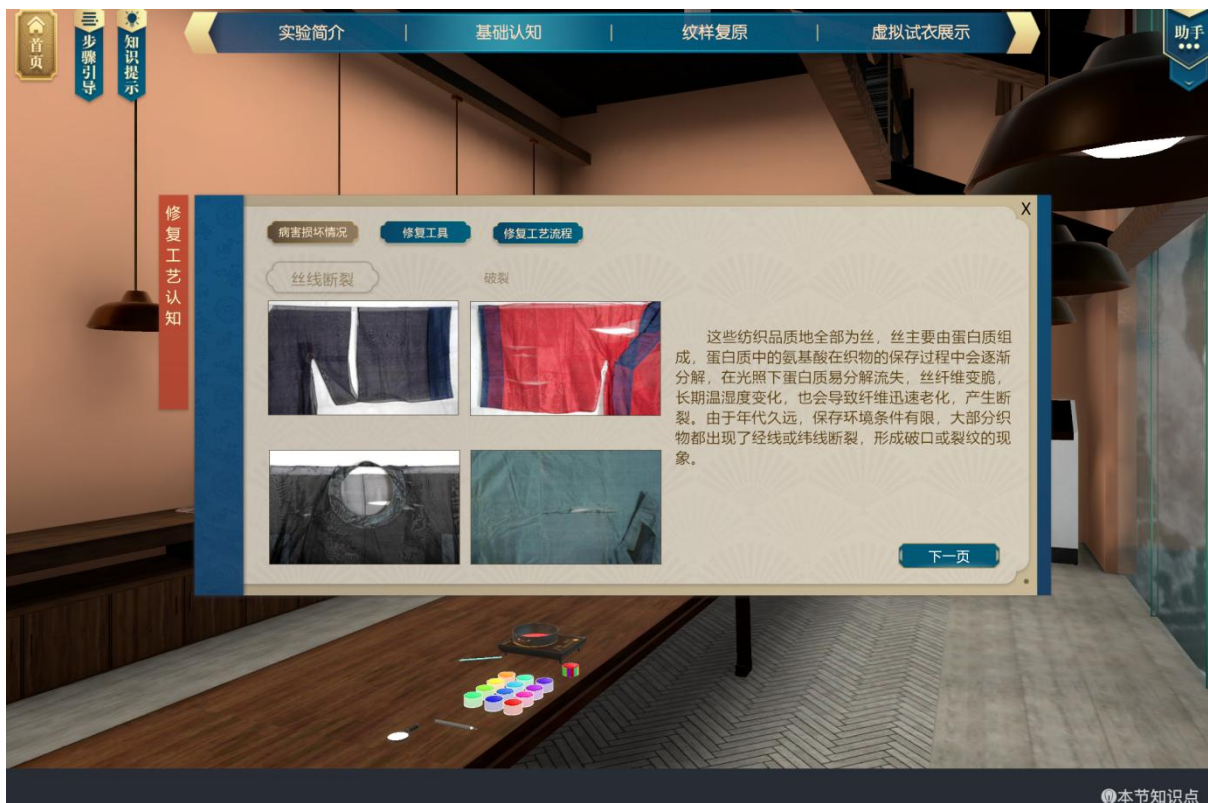 首页
步骤引导
知识提示
实验简介
基础认知
纹样复原
虚拟试衣展示
助手
修复工艺认知
X
病害损坏情况
修复工具
修复工艺流程
丝线断裂
破裂
这些纺织品质地全部为丝，丝主要由蛋白质组
成，蛋白质中的氨基酸在织物的保存过程中会逐渐
分解，在光照下蛋白质易分解流失，丝纤维变脆，
长期温湿度变化，也会导致纤维迅速老化，产生断
裂。由于年代久远，保存环境条件有限，大部分织
物都出现了经线或纬线断裂，形成破口或裂纹的现
象。
下一页
本节知识点